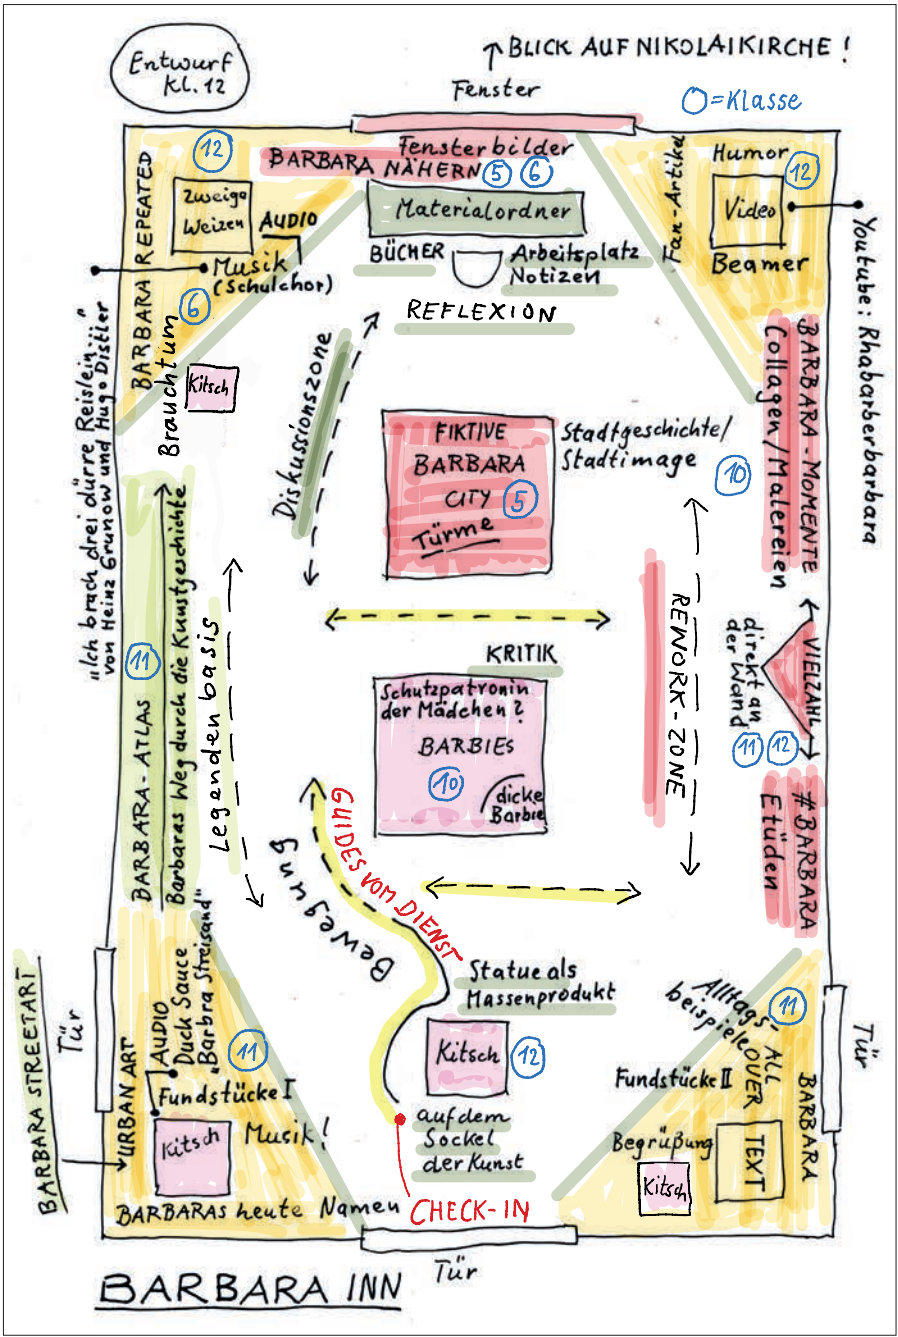 Entwurf
Kl. 12
↑ BLICK AUF NIKOLAIKIRCHE!
Fenster
O = Klasse
12
BARBARA REPEATED
Zweige
Weizen
AUDIO
Musik
(Schulchor)
6
Brauchtum
Kitsch
"Ich brach drei dürre Reislein..."
von Heinz Grunow und Hugo Distler
Fensterbilder
BARBARA NÄHERN 5 6
Materialordner
BÜCHER
Arbeitsplatz
Notizen
REFLEXION
Fan-Artikel
Humor
12
Video
Beamer
Youtube: Rhabarberbarbara
Diskussionszone
FIKTIVE
BARBARA
CITY
5
Türme
Stadtgeschichte/
Stadtimage
10
BARBARA-MOMENTE
Collagen/Malereien
REWORK-ZONE
VIELZAHL
direkt an
der Wand
11 12
#BARBARA
Etüden
11
BARBARA-ATLAS
Barbaras Weg durch die Kunstgeschichte
Legendenbasis
KRITIK
Schutzpatronin
der Mädchen?
BARBIES
10
dicke
Barbie
GUIDES VOM DIENST
Bewegung
Statue als
Massenprodukt
Kitsch
12
auf dem
Sockel
der Kunst
CHECK-IN
BARBARA STREETART
Tür
URBAN ART
AUDIO
Duck Sauce
"Barbra Streisand"
11
Fundstücke I
Kitsch
Musik!
BARBARAS heute Namen
Alltags-
beispiele
11
ALL
OVER
BARBARA
Fundstücke II
Begrüßung
TEXT
Kitsch
Tür
Tür
BARBARA INN